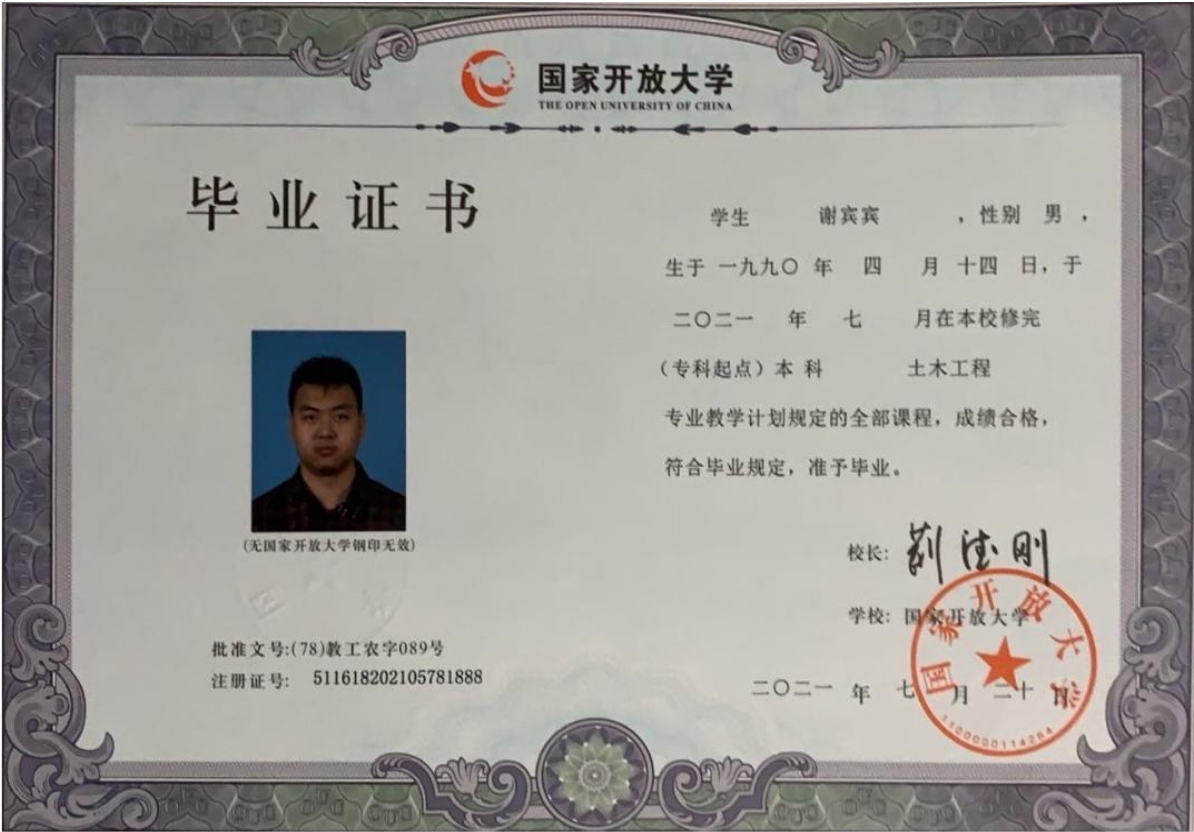 国家开放大学
THE OPEN UNIVERSITY OF CHINA
毕业证书
学生 谢宾宾 ，性别 男 ，
生于 一九九〇 年 四 月 十四 日，于
二〇二一 年 七 月在本校修完
（专科起点）本科 土木工程
专业教学计划规定的全部课程，成绩合格，
符合毕业规定，准予毕业。
(无国家开放大学钢印无效)
校长：
学校：国家开放大学
国家开放大学
1100000114284
批准文号:(78)教工农字089号
注册证号: 511618202105781888
二〇二一 年 七 月 二十 日